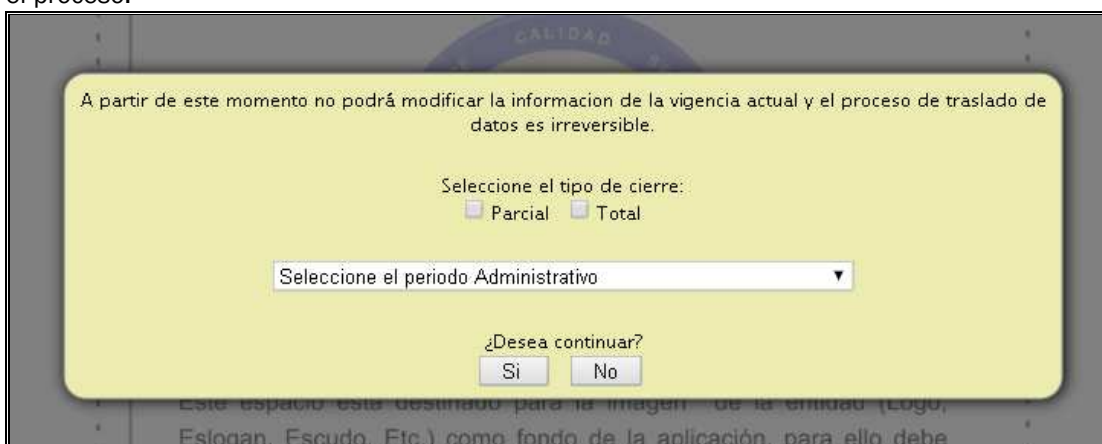 el proceso.
CALIDAD
A partir de este momento no podrá modificar la informacion de la vigencia actual y el proceso de traslado de
datos es irreversible.
Seleccione el tipo de cierre:
Parcial Total
Seleccione el periodo Administrativo
¿Desea continuar?
Si No
Este espacio esta destinado para la imagen de la entidad (Logo,
Eslogan, Escudo, Etc.) como fondo de la aplicación, para ello debe